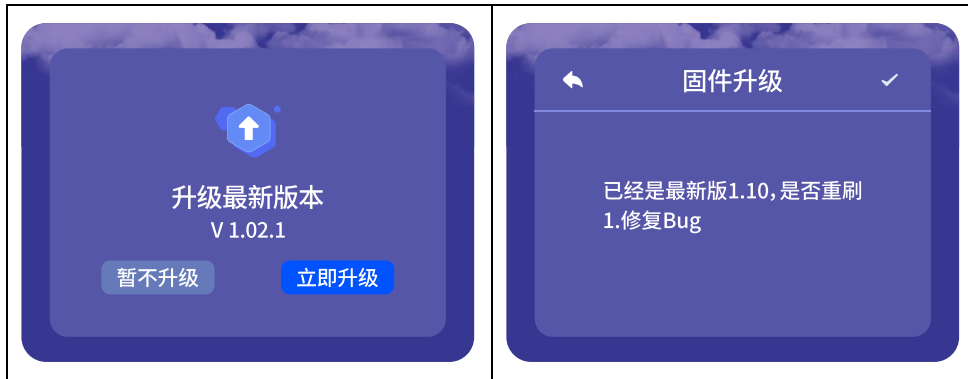 升级最新版本
V 1.02.1
暂不升级
立即升级
固件升级
已经是最新版1.10，是否重刷
1.修复Bug